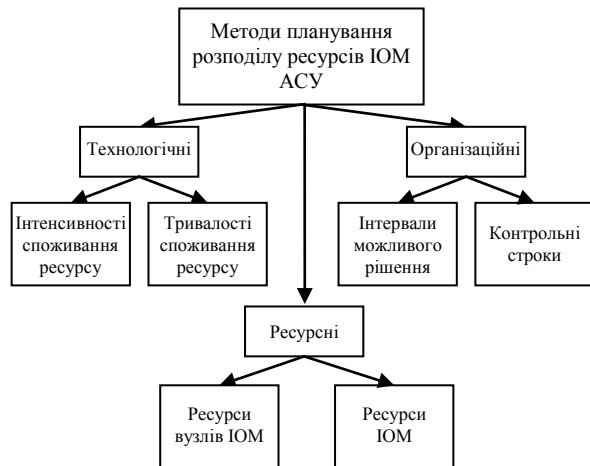 Методи планування
розподілу ресурсів ІОМ
АСУ
Технологічні
Організаційні
Інтенсивності
споживання
ресурсу
Тривалості
споживання
ресурсу
Інтервали
можливого
рішення
Контрольні
строки
Ресурсні
Ресурси
вузлів ІОМ
Ресурси
ІОМ